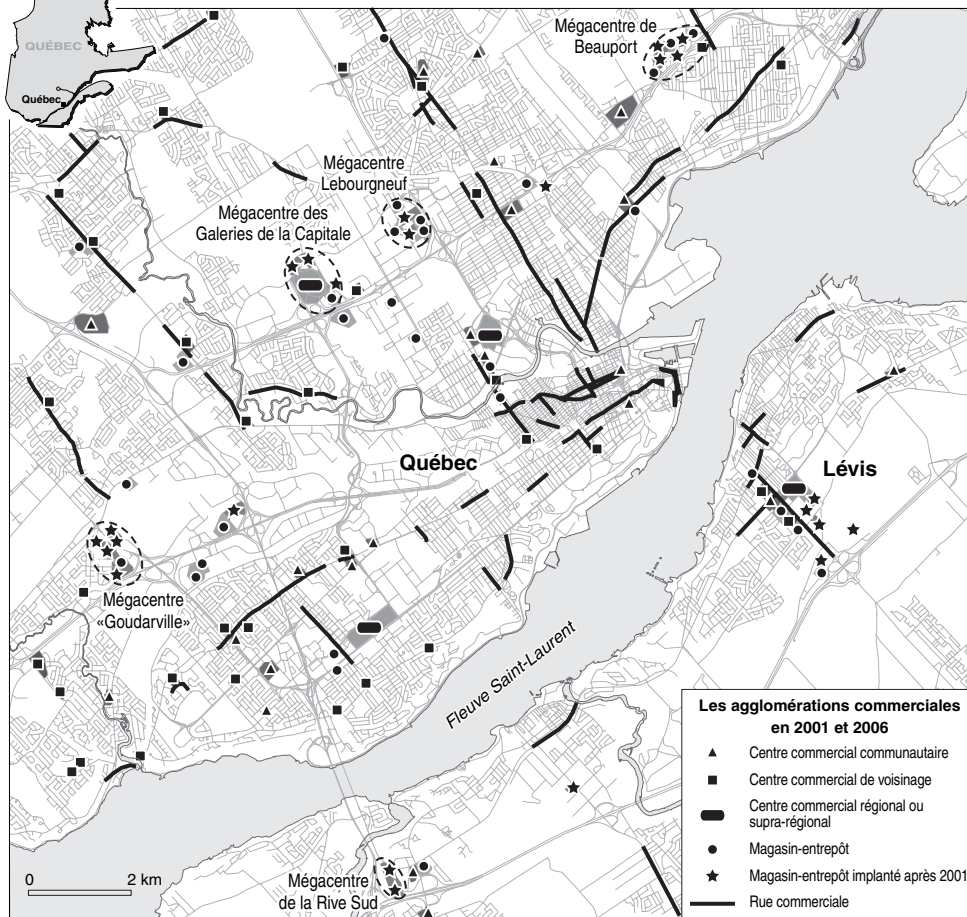 QUÉBEC
Québec
Mégacentre de
Beauport
Mégacentre
Lebourgneuf
Mégacentre des
Galeries de la Capitale
Québec
Lévis
Mégacentre
«Goudarville»
Fleuve Saint-Laurent
Mégacentre
de la Rive Sud
0 2 km
Les agglomérations commerciales
en 2001 et 2006
Centre commercial communautaire
Centre commercial de voisinage
Centre commercial régional ou
supra-régional
Magasin-entrepôt
Magasin-entrepôt implanté après 2001
Rue commerciale